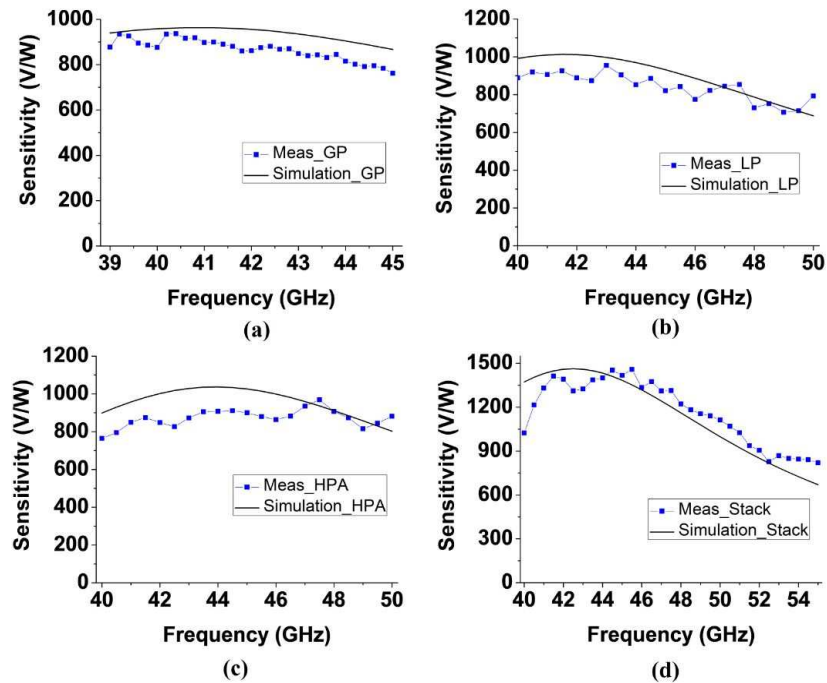 1000
800
600
400
200
0
Sensitivity (V/W)
Meas_GP
Simulation_GP
39 40 41 42 43 44 45
Frequency (GHz)
(a)
1200
1000
800
600
400
200
0
Sensitivity (V/W)
Meas_LP
Simulation_LP
40 42 44 46 48 50
Frequency (GHz)
(b)
1200
1000
800
600
400
200
0
Sensitivity (V/W)
Meas_HPA
Simulation_HPA
40 42 44 46 48 50
Frequency (GHz)
(c)
1500
1200
900
600
300
0
Sensitivity (V/W)
Meas_Stack
Simulation_Stack
40 42 44 46 48 50 52 54
Frequency (GHz)
(d)